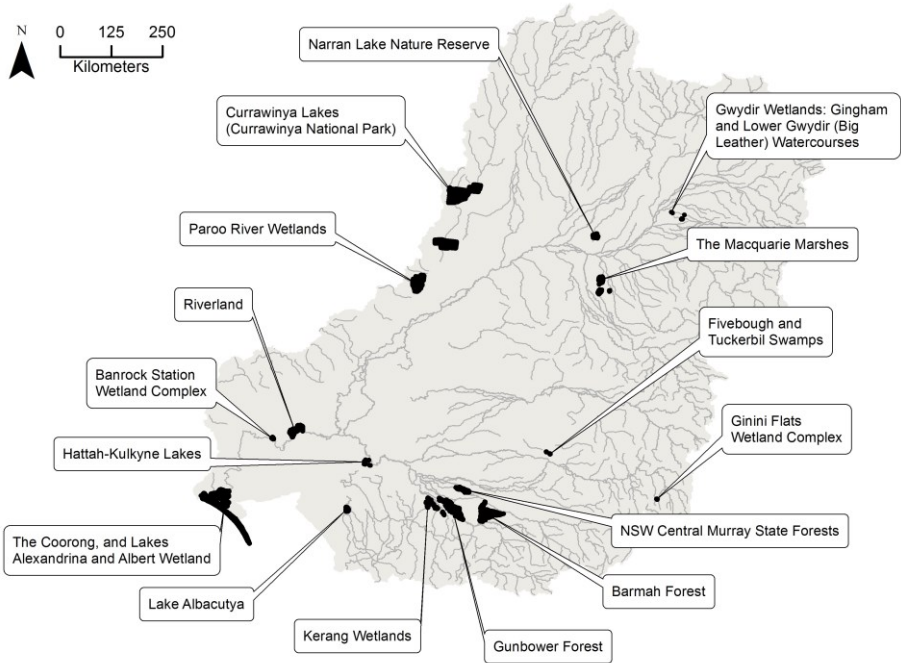 N
0 125 250
Kilometers
Narran Lake Nature Reserve
Currawinya Lakes
(Currawinya National Park)
Gwydir Wetlands: Gingham
and Lower Gwydir (Big
Leather) Watercourses
Paroo River Wetlands
The Macquarie Marshes
Riverland
Fivebough and
Tuckerbil Swamps
Banrock Station
Wetland Complex
Ginini Flats
Wetland Complex
Hattah-Kulkyne Lakes
NSW Central Murray State Forests
The Coorong, and Lakes
Alexandrina and Albert Wetland
Barmah Forest
Lake Albacutya
Kerang Wetlands
Gunbower Forest